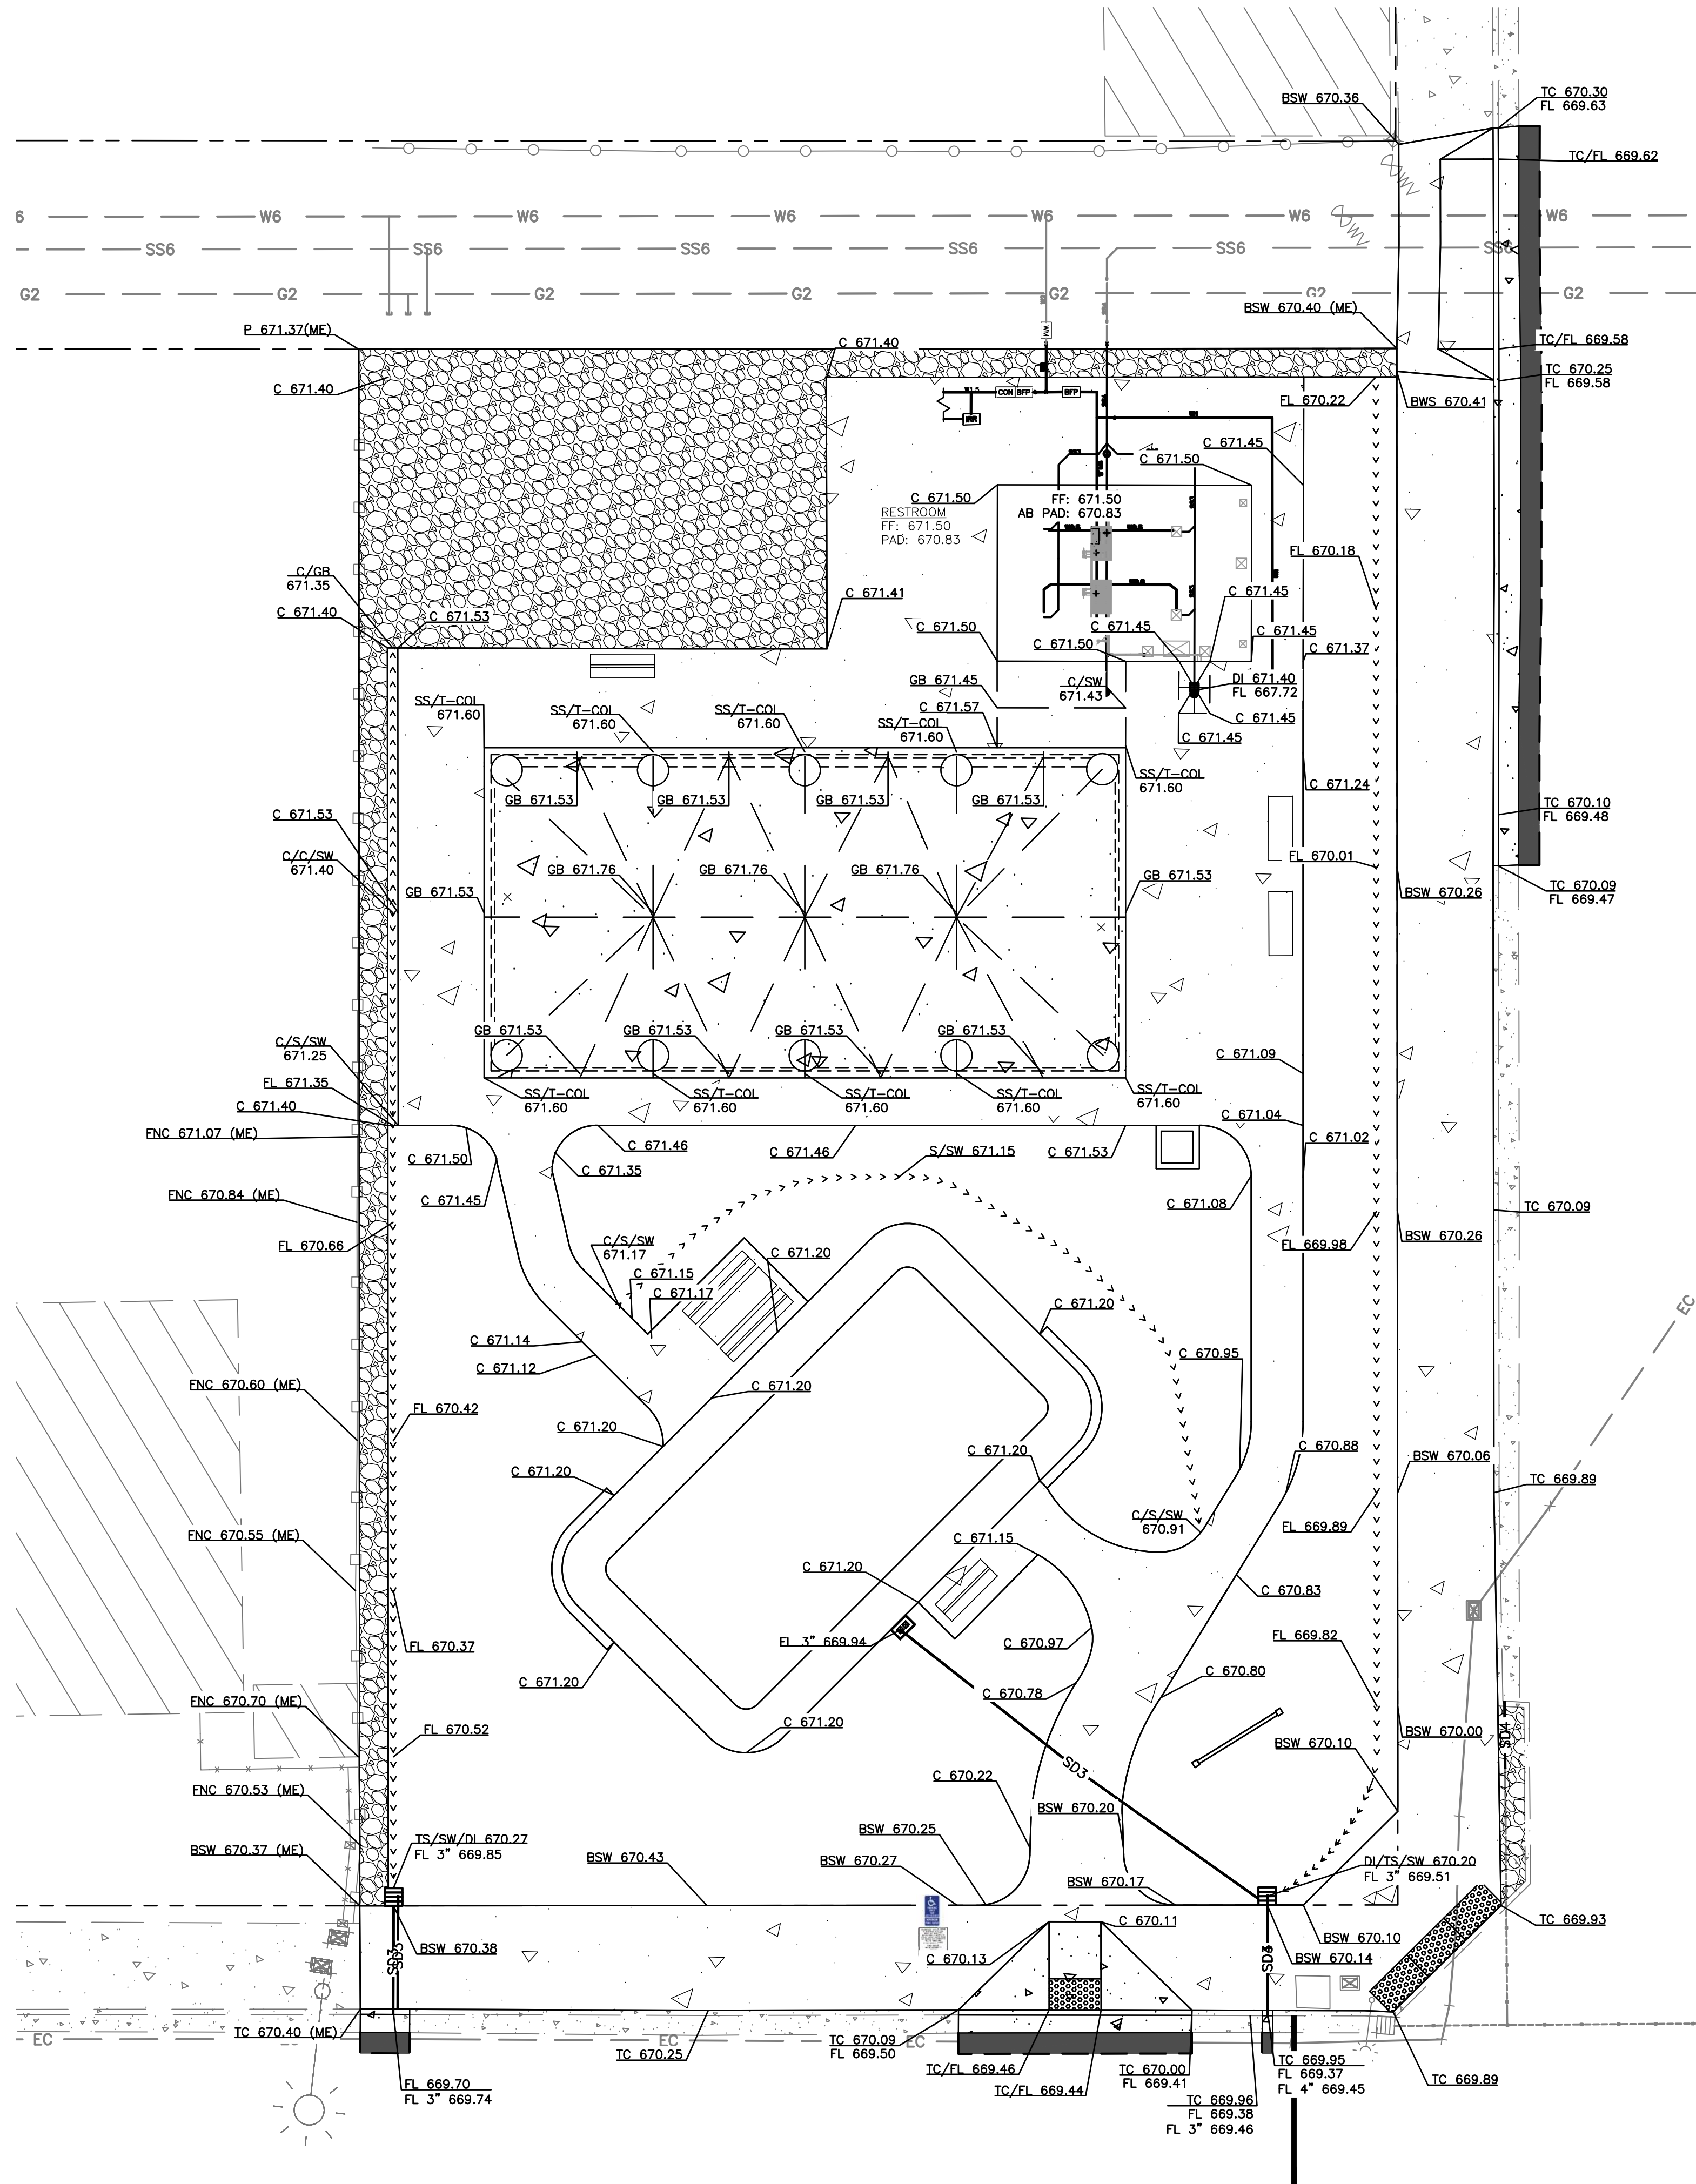 BSW 670.36
TC 670.30
FL 669.63
TC/FL 669.62
6
W6
W6
W6
W6
W6
W6
SS6
SS6
SS6
SS6
SS6
SS6
G2
G2
G2
G2
G2
G2
G2
BSW 670.40 (ME)
P 671.37(ME)
C 671.40
WM
TC/FL 669.58
TC 670.25
FL 669.58
C 671.40
CON
BFP
BFP
FL 670.22
BWS 670.41
IRR
C 671.45
C 671.50
C 671.50
RESTROOM
FF: 671.50
PAD: 670.83
FF: 671.50
AB PAD: 670.83
FL 670.18
C/GB
671.35
C 671.40
C 671.53
C 671.41
C 671.45
C 671.50
C 671.45
C 671.45
C 671.50
C 671.37
GB 671.45
C/SW
671.43
DI 671.40
FL 667.72
SS/T-COL
671.60
SS/T-COL
671.60
SS/T-COL
671.60
C 671.57
SS/T-COL
671.60
C 671.45
C 671.45
SS/T-COL
671.60
C 671.24
GB 671.53
GB 671.53
GB 671.53
GB 671.53
TC 670.10
FL 669.48
C 671.53
C/C/SW
671.40
FL 670.01
GB 671.53
GB 671.76
GB 671.76
GB 671.76
GB 671.53
BSW 670.26
TC 670.09
FL 669.47
GB 671.53
GB 671.53
GB 671.53
GB 671.53
C/S/SW
671.25
C 671.09
FL 671.35
C 671.40
FNC 671.07 (ME)
SS/T-COL
671.60
SS/T-COL
671.60
SS/T-COL
671.60
SS/T-COL
671.60
SS/T-COL
671.60
C 671.04
C 671.02
C 671.50
C 671.46
C 671.35
C 671.46
S/SW 671.15
C 671.53
FNC 670.84 (ME)
C 671.45
C 671.08
TC 670.09
FL 670.66
C/S/SW
671.17
C 671.20
FL 669.98
BSW 670.26
C 671.15
C 671.17
EC
C 671.20
C 671.14
C 671.12
C 670.95
FNC 670.60 (ME)
C 671.20
FL 670.42
C 671.20
C 671.20
C 670.88
BSW 670.06
C 671.20
TC 669.89
FNC 670.55 (ME)
C/S/SW
670.91
FL 669.89
C 671.15
C 671.20
C 670.83
FL 670.37
FL 3" 669.94
C 670.97
FL 669.82
C 671.20
C 670.78
C 670.80
FNC 670.70 (ME)
FL 670.52
C 671.20
BSW 670.00
BSW 670.10
SD4
SD3
C 670.22
FNC 670.53 (ME)
BSW 670.20
BSW 670.25
TS/SW/DI 670.27
FL 3" 669.85
BSW 670.37 (ME)
BSW 670.43
BSW 670.27
DI/TS/SW 670.20
FL 3" 669.51
BSW 670.17
C 670.11
TC 669.93
BSW 670.38
C 670.13
BSW 670.10
BSW 670.14
SD3
SD3
SD3
TC 670.40 (ME)
EC
EC
EC
TC 670.25
TC 670.09
FL 669.50
TC/FL 669.46
TC/FL 669.44
TC 670.00
FL 669.41
TC 669.95
FL 669.37
FL 4" 669.45
TC 669.89
FL 669.70
FL 3" 669.74
TC 669.96
FL 669.38
FL 3" 669.46